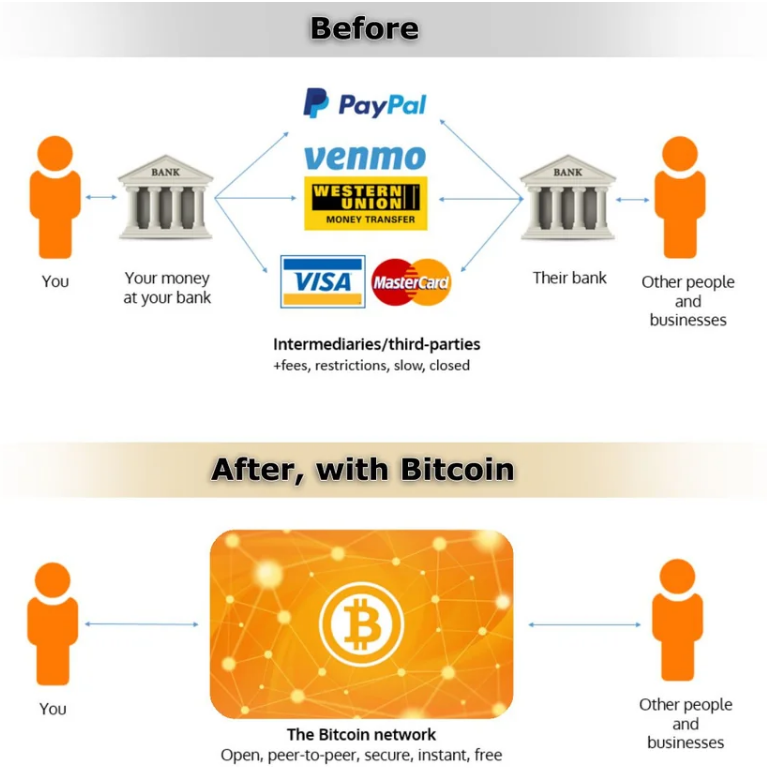 Before
PayPal
venmo
WESTERN
UNION
MONEY TRANSFER
BANK
BANK
VISA
MasterCard
You
Your money
at your bank
Their bank
Other people
and
businesses
Intermediaries/third-parties
+fees, restrictions, slow, closed
After, with Bitcoin
You
Other people
and
businesses
The Bitcoin network
Open, peer-to-peer, secure, instant, free